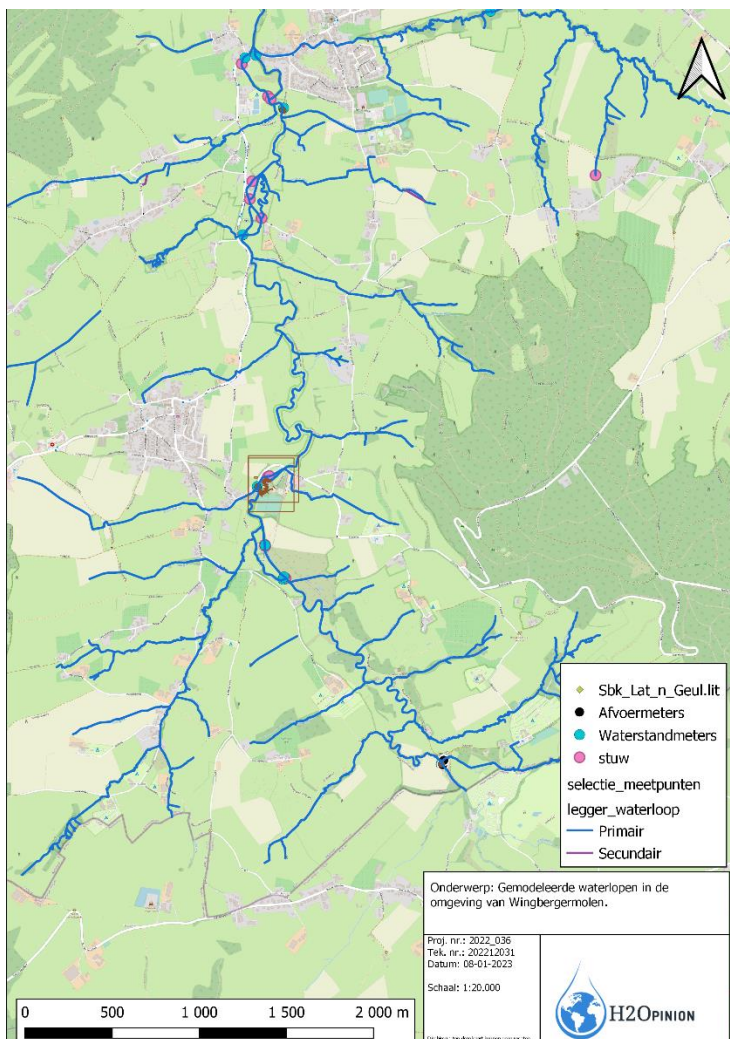 Sbk_Lat_n_Geul.lit
Afvoermeters
Waterstandmeters
stuw
selectie_meetpunten
legger_waterloop
Primair
Secundair
Onderwerp: Gemodeleerde waterlopen in de
omgeving van Wingbergermolen.
Proj. nr.: 2022_036
Tek. nr.: 202212031
Datum: 08-01-2023
Schaal: 1:20.000
H2OPINION
0 500 1 000 1 500 2 000 m